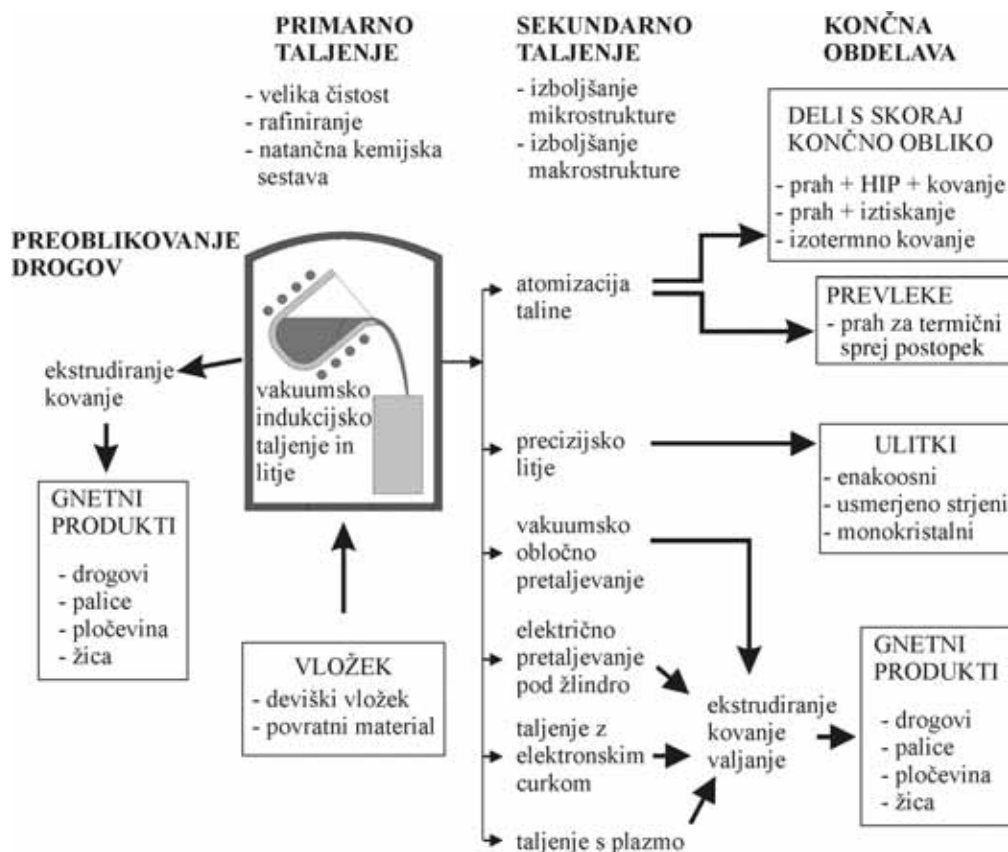 PRIMARNO
TALJENJE
- velika čistost
- rafiniranje
- natančna kemijska
sestava
SEKUNDARNO
TALJENJE
- izboljšanje
mikrostrukture
- izboljšanje
makrostrukture
KONČNA
OBDELAVA
DELI S SKORAJ
KONČNO OBLIKO
- prah + HIP + kovanje
- prah + iztiskanje
- izotermno kovanje
PREOBLIKOVANJE
DROGOV
ekstrudiranje
kovanje
GNETNI
PRODUKTI
- drogovi
- palice
- pločevina
- žica
vakuumsko
indukcijsko
taljenje in
litje
VLOŽEK
- deviški vložek
- povratni material
atomizacija
taline
PREVLEKE
- prah za termični
sprej postopek
precizijsko
litje
ULITKI
- enakoosni
- usmerjeno strjeni
- monokristalni
vakuumsko
obločno
pretaljevanje
električno
pretaljevanje
pod žlindro
taljenje z
elektronskim
curkom
taljenje s plazmo
ekstrudiranje
kovanje
valjanje
GNETNI
PRODUKTI
- drogovi
- palice
- pločevina
- žica